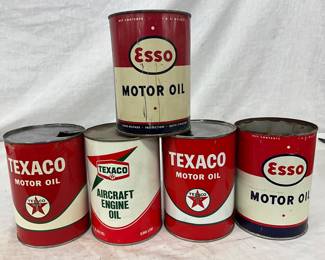 Esso
MOTOR OIL
TEXACO
MOTOR OIL
TEXACO
TEXACO
AIRCRAFT
ENGINE
OIL
TEXACO
MOTOR OIL
TEXACO
Esso
MOTOR OIL